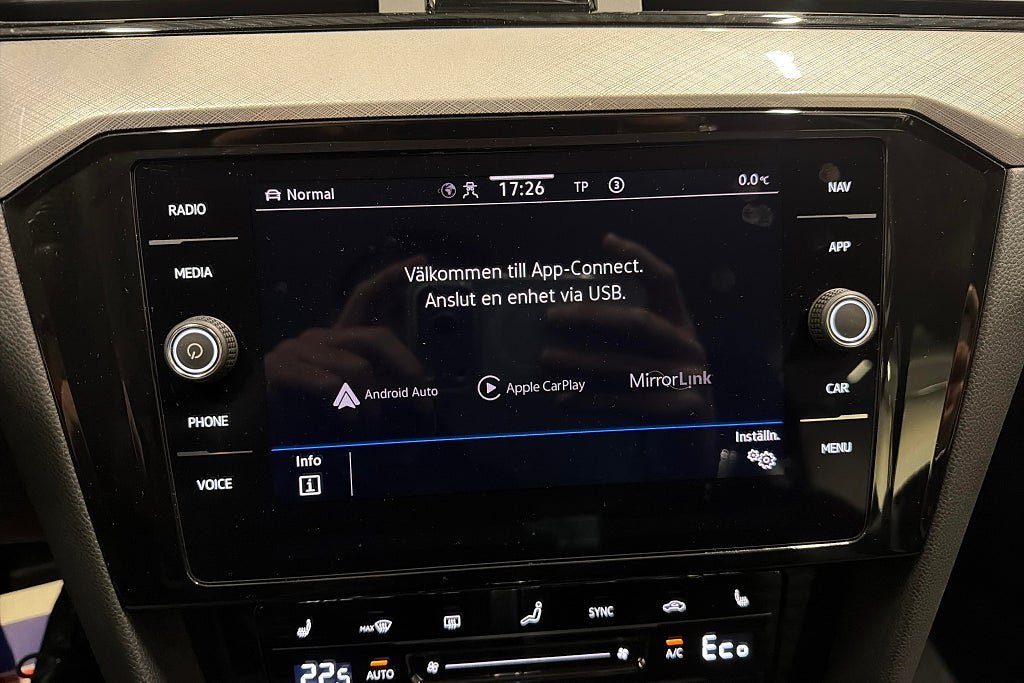 Normal
17:26
TP
3
0.0°C
RADIO
NAV
MEDIA
APP
Välkommen till App-Connect.
Anslut en enhet via USB.
Android Auto
Apple CarPlay
MirrorLink
CAR
PHONE
MENU
Info
Inställn.
VOICE
MAX
SYNC
22.5
AUTO
A/C
Eco